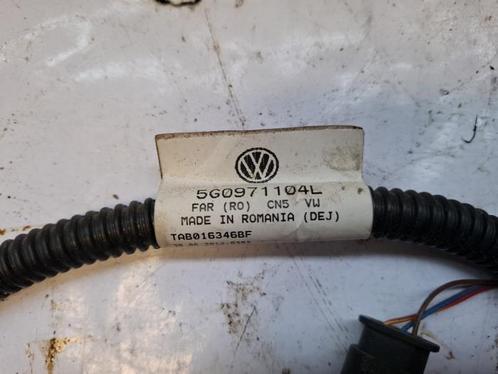 5G0971104L
FAR (RO) CN5 VW
MADE IN ROMANIA (DEJ)
TAB016346BF